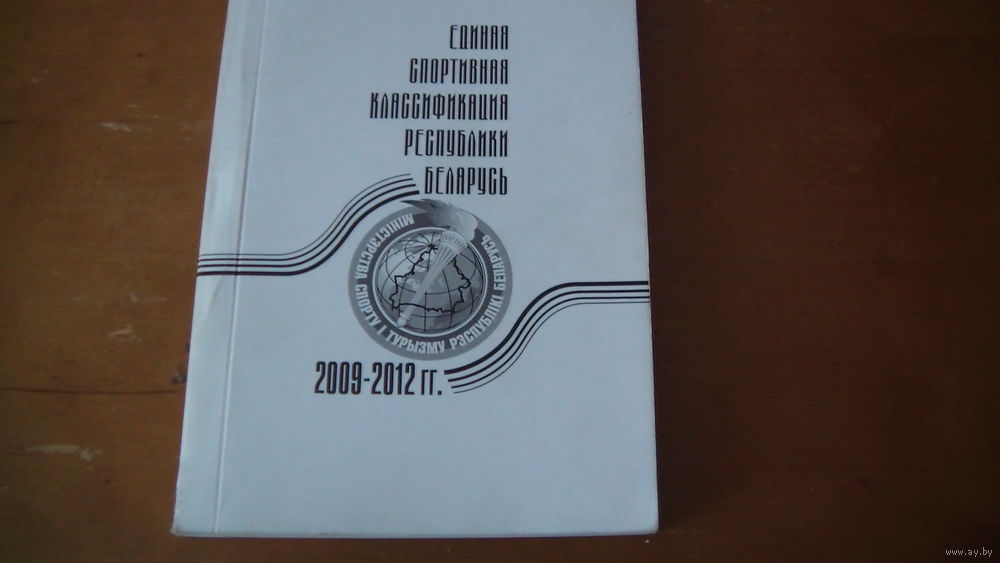 ЕДИНАЯ
СПОРТИВНАЯ
КЛАССИФИКАЦИЯ
РЕСПУБЛИКИ
БЕЛАРУСЬ
МІНІСТЭРСТВА СПОРТУ І ТУРЫЗМУ РЭСПУБЛІКІ БЕЛАРУСЬ
2009-2012 ГГ.
www.ay.by